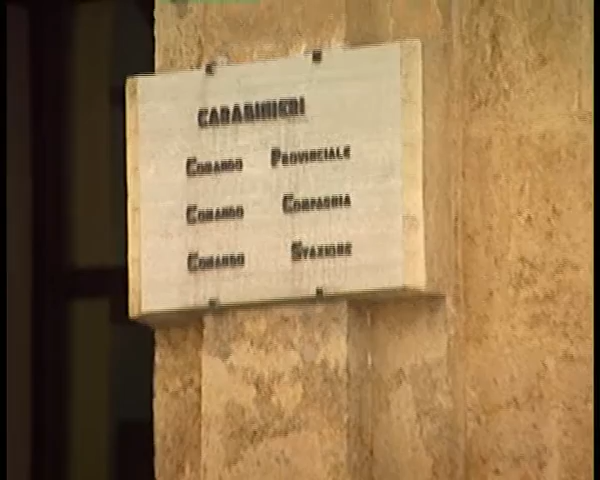 CARABINIERI
COMANDO PROVINCIALE
COMANDO COMPAGNIA
COMANDO STAZIONE